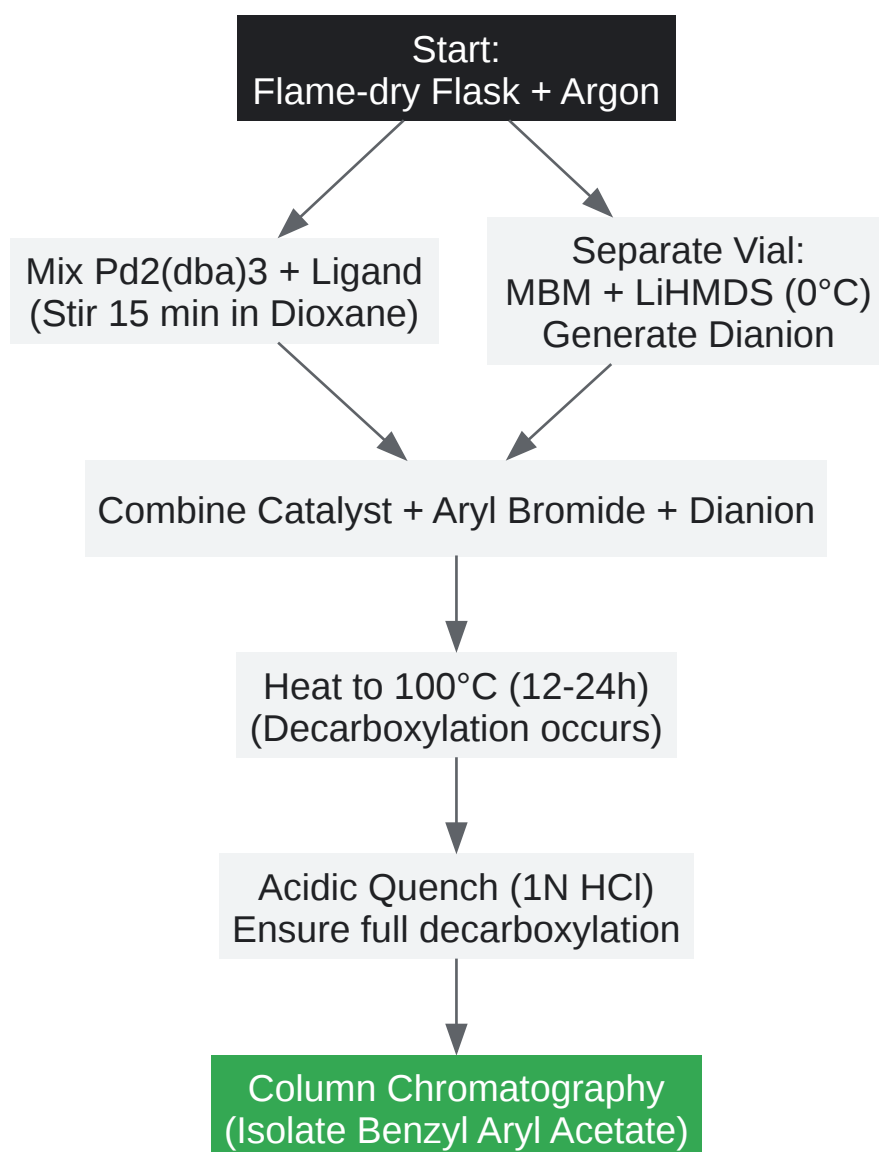 Start:
Flame-dry Flask + Argon
Mix Pd2(dba)3 + Ligand
(Stir 15 min in Dioxane)
Separate Vial:
MBM + LiHMDS (0°C)
Generate Dianion
Combine Catalyst + Aryl Bromide + Dianion
Heat to 100°C (12-24h)
(Decarboxylation occurs)
Acidic Quench (1N HCl)
Ensure full decarboxylation
Column Chromatography
(Isolate Benzyl Aryl Acetate)